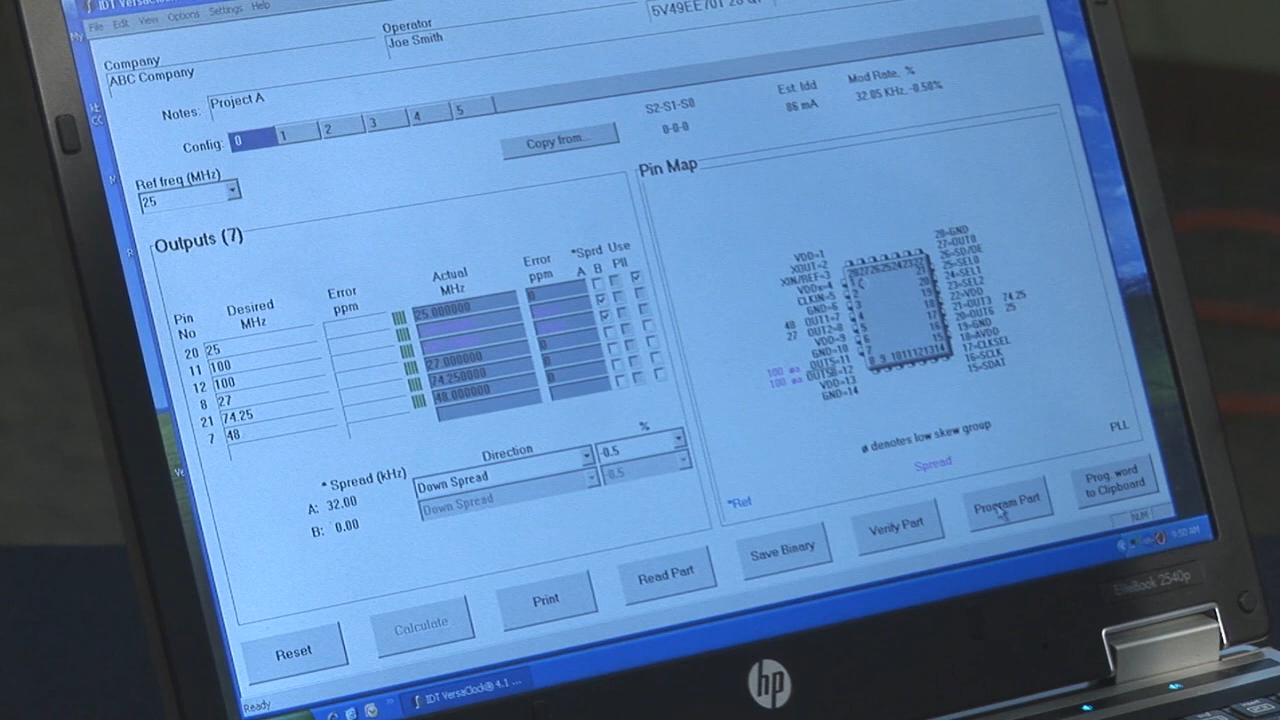 IDT VersaClock
File Edit View Options Settings Help
Company
ABC Company
Operator
Joe Smith
Notes: Project A
Config: 0 1 2 3 4 5
Copy from...
S2-S1-S0
0-0-0
Est. Idd
86 mA
Mod Rate, %
32.05 KHz, -0.50%
Ref freq (MHz)
25
Outputs (7)
Pin No
Desired MHz
Error ppm
Actual MHz
Error ppm
*Sprd
A B
Use Pll
20 25 25.000000 0
11 100
12 100
8 27 27.000000 0
21 74.25 74.250000
7 48 48.000000 0
* Spread (kHz)
Direction
%
A: 32.00 Down Spread -0.5
B: 0.00 Down Spread -0.5
Pin Map
VDD=1
XOUT=2
XIN/REF=3
VDDx=4
CLKIN=5
GND=6
48 OUT1=7
27 OUT2=8
VDD=9
GND=10
100 øa OUT5=11
100 øa OUT5B=12
VDD=13
GND=14
28=GND
27=OUT0
26=SD/OE
25=SEL0
24=SEL1
23=SEL2
22=VDD
21=OUT3 74.25
20=OUT6 25
19=GND
18=AVDD
17=CLKSEL
16=SCLK
15=SDAT
ø denotes low skew group
Spread
PLL
*Ref
Reset
Calculate
Print
Read Part
Save Binary
Verify Part
Program Part
Prog. word
to Clipboard
Ready
NUM
IDT VersaClock® 4.1 ...
9:50 AM
EliteBook 2540p
hp